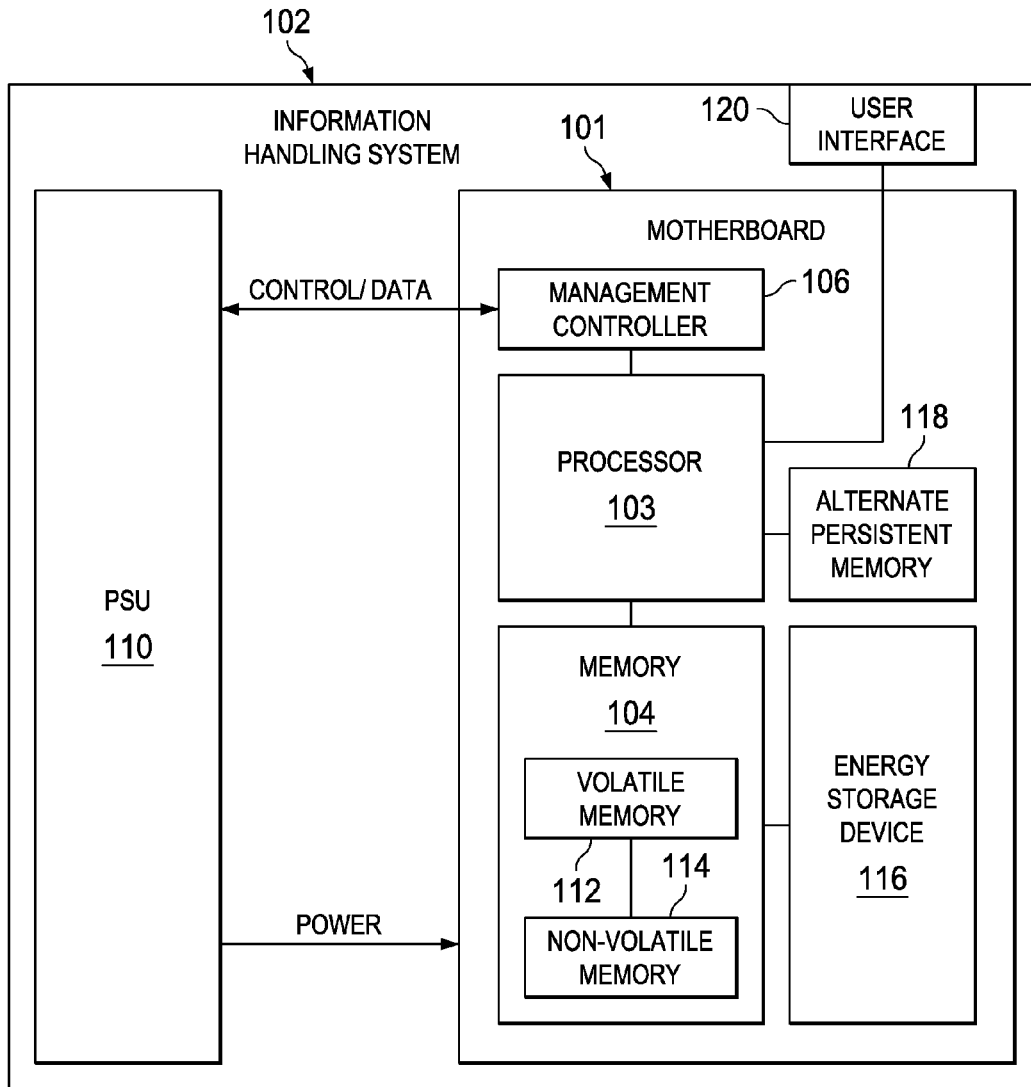 102
INFORMATION
HANDLING SYSTEM
120
USER
INTERFACE
101
MOTHERBOARD
CONTROL/ DATA
MANAGEMENT
CONTROLLER
106
PROCESSOR
103
118
ALTERNATE
PERSISTENT
MEMORY
PSU
110
MEMORY
104
VOLATILE
MEMORY
112
114
NON-VOLATILE
MEMORY
ENERGY
STORAGE
DEVICE
116
POWER